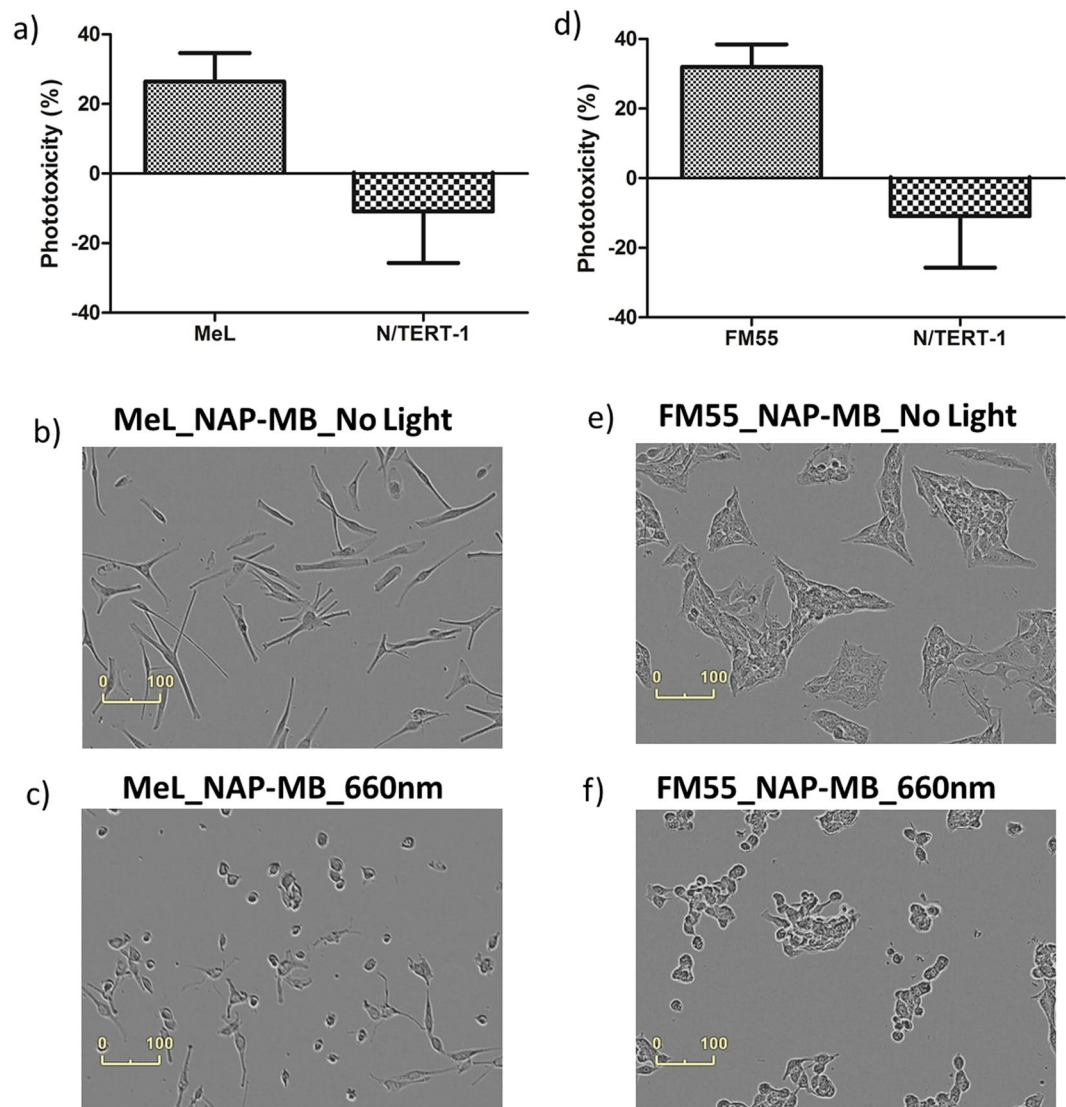 a)
40
20
0
-20
-40
Phototoxicity (%)
MeL
N/TERT-1
d)
40
20
0
-20
-40
Phototoxicity (%)
FM55
N/TERT-1
b)
MeL_NAP-MB_No Light
0 100
e)
FM55_NAP-MB_No Light
0 100
c)
MeL_NAP-MB_660nm
0 100
f)
FM55_NAP-MB_660nm
0 100